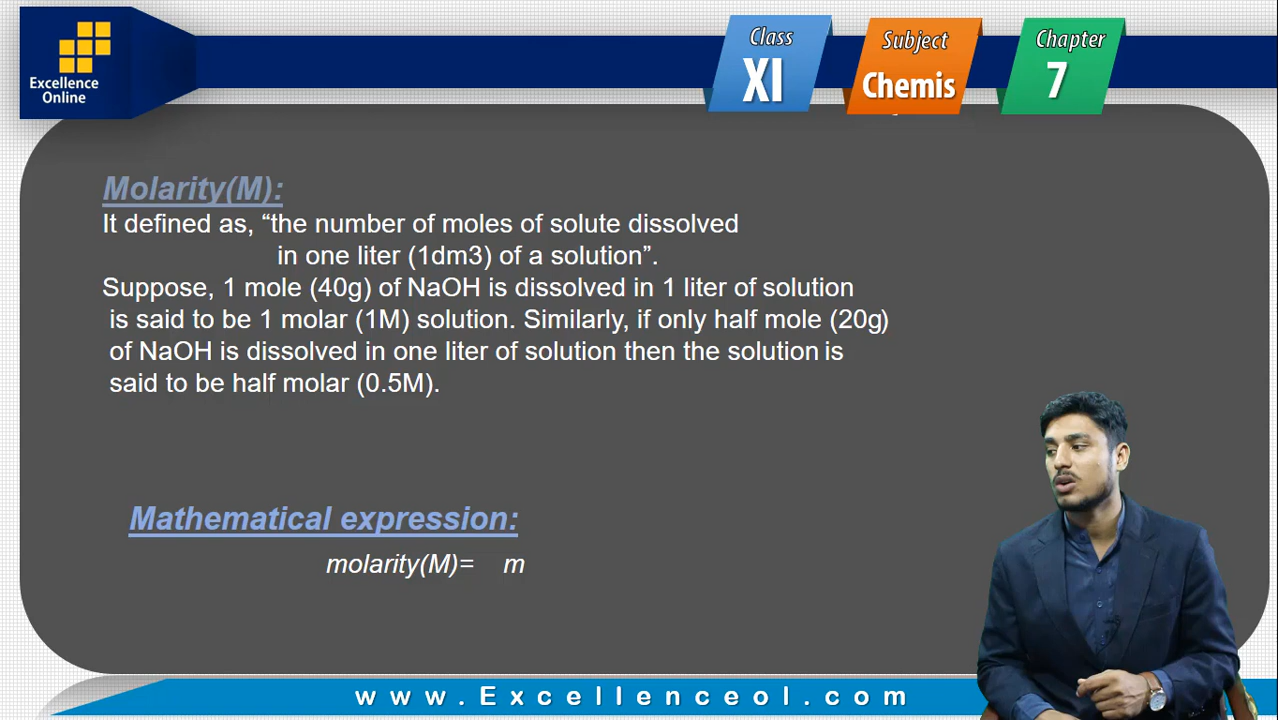 Excellence
Online
Class
XI
Subject
Chemis
Chapter
7
Molarity(M):
It defined as, “the number of moles of solute dissolved
in one liter (1dm3) of a solution”.
Suppose, 1 mole (40g) of NaOH is dissolved in 1 liter of solution
is said to be 1 molar (1M) solution. Similarly, if only half mole (20g)
of NaOH is dissolved in one liter of solution then the solution is
said to be half molar (0.5M).
Mathematical expression:
molarity(M)= m
www.Excellenceol.com